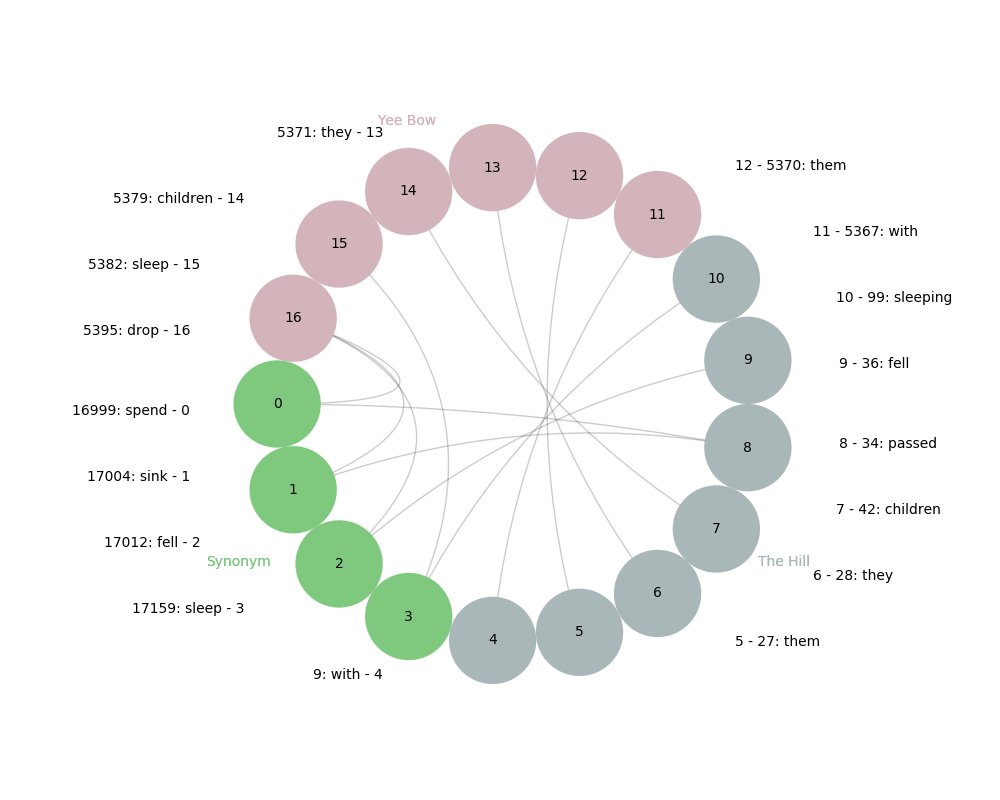 Yee Bow
5371: they - 13
12 - 5370: them
13
12
14
11
5379: children - 14
11 - 5367: with
15
10
5382: sleep - 15
10 - 99: sleeping
16
5395: drop - 16
9
9 - 36: fell
0
16999: spend - 0
8
8 - 34: passed
17004: sink - 1
1
7 - 42: children
7
17012: fell - 2
Synonym
2
The Hill
6 - 28: they
6
17159: sleep - 3
3
4
5
5 - 27: them
9: with - 4